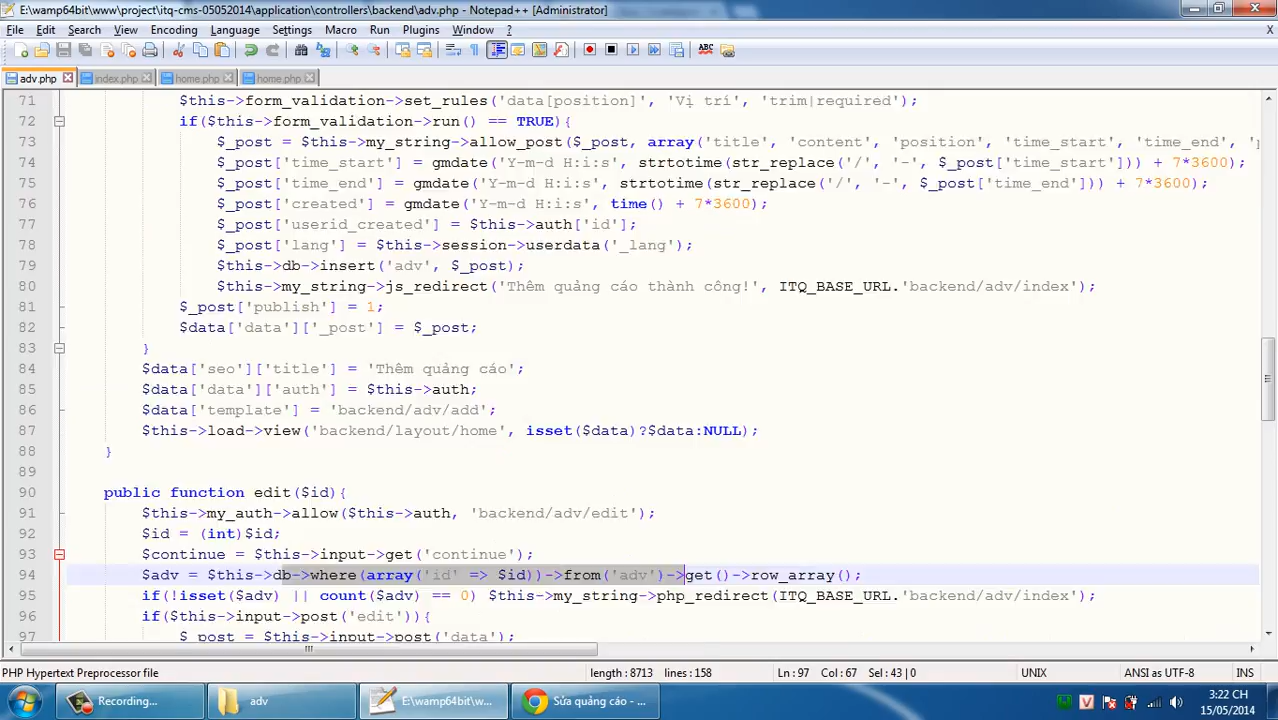 E:\wamp64bit\www\project\itq-cms-05052014\application\controllers\backend\adv.php - Notepad++ [Administrator]
File Edit Search View Encoding Language Settings Macro Run Plugins Window ? X
adv.php index.php home.php home.php
71 $this->form_validation->set_rules('data[position]', 'Vị trí', 'trim|required');
72 if($this->form_validation->run() == TRUE){
73 $_post = $this->my_string->allow_post($_post, array('title', 'content', 'position', 'time_start', 'time_end',
74 $_post['time_start'] = gmdate('Y-m-d H:i:s', strtotime(str_replace('/', '-', $_post['time_start'])) + 7*3600);
75 $_post['time_end'] = gmdate('Y-m-d H:i:s', strtotime(str_replace('/', '-', $_post['time_end'])) + 7*3600);
76 $_post['created'] = gmdate('Y-m-d H:i:s', time() + 7*3600);
77 $_post['userid_created'] = $this->auth['id'];
78 $_post['lang'] = $this->session->userdata('_lang');
79 $this->db->insert('adv', $_post);
80 $this->my_string->js_redirect('Thêm quảng cáo thành công!', ITQ_BASE_URL.'backend/adv/index');
81 $_post['publish'] = 1;
82 $data['data']['_post'] = $_post;
83 }
84 $data['seo']['title'] = 'Thêm quảng cáo';
85 $data['data']['auth'] = $this->auth;
86 $data['template'] = 'backend/adv/add';
87 $this->load->view('backend/layout/home', isset($data)?$data:NULL);
88 }
89
90 public function edit($id){
91 $this->my_auth->allow($this->auth, 'backend/adv/edit');
92 $id = (int)$id;
93 $continue = $this->input->get('continue');
94 $adv = $this->db->where(array('id' => $id))->from('adv')->get()->row_array();
95 if(!isset($adv) || count($adv) == 0) $this->my_string->php_redirect(ITQ_BASE_URL.'backend/adv/index');
96 if($this->input->post('edit')){
97 $_post = $this->input->post('data');
PHP Hypertext Preprocessor file length : 8713 lines : 158 Ln : 97 Col : 67 Sel : 43 | 0 UNIX ANSI as UTF-8 INS
Recording... adv E:\wamp64bit\w... Sửa quảng cáo - ... V 3:22 CH
15/05/2014